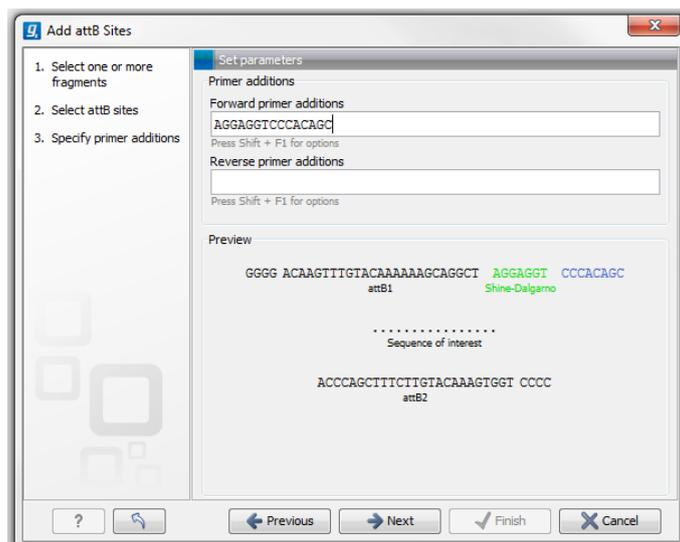 Add attB Sites
1. Select one or more
fragments
2. Select attB sites
3. Specify primer additions
Set parameters
Primer additions
Forward primer additions
AGGAGGTCCCACAGC
Press Shift + F1 for options
Reverse primer additions
Press Shift + F1 for options
Preview
GGGG ACAAGTTTGTACAAAAAAGCAGGCT AGGAGGT CCCACAGC
attB1 Shine-Dalgarno
................
Sequence of interest
ACCCAGCTTTCTTGTACAAAGTGGT CCCC
attB2
? Previous Next Finish Cancel